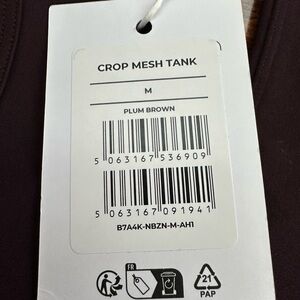 CROP MESH TANK
M
PLUM BROWN
5 063167 536909
5 063167 091941
B7A4K-NBZN-M-AH1
FR
21
PAP